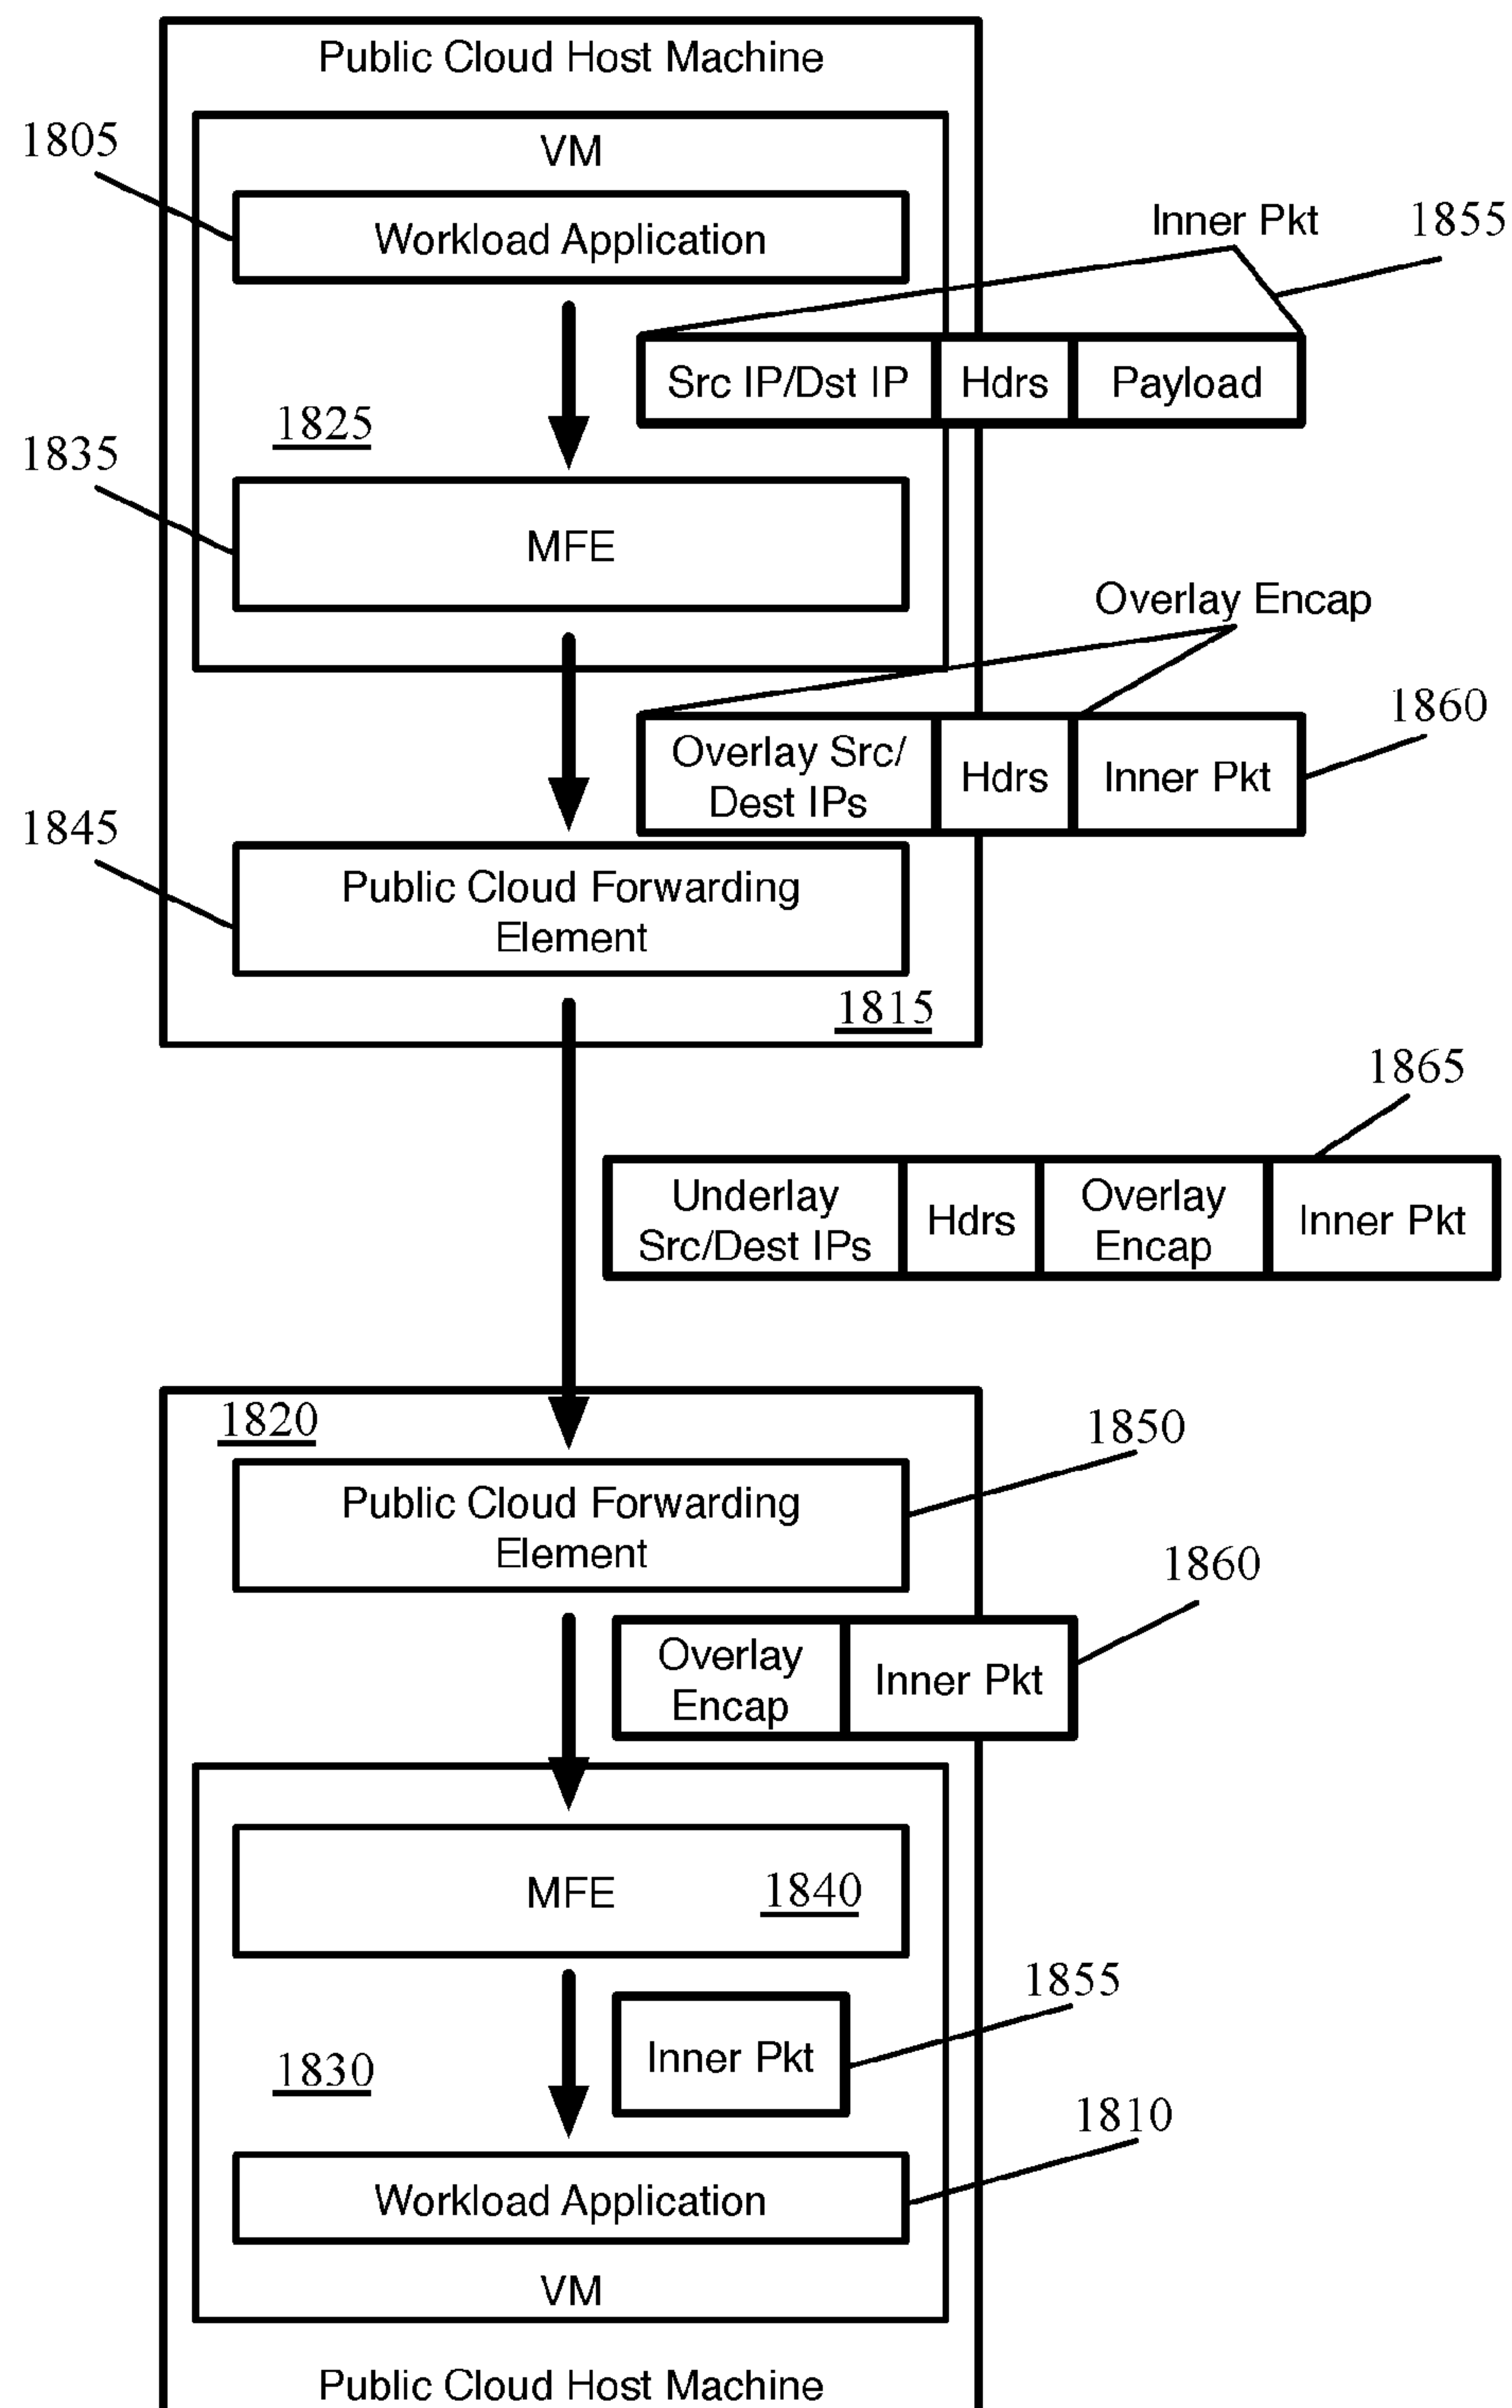 Public Cloud Host Machine
1805
VM
Workload Application
Inner Pkt
1855
Src IP/Dst IP
Hdrs
Payload
1825
1835
MFE
Overlay Encap
1860
Overlay Src/
Dest IPs
Hdrs
Inner Pkt
1845
Public Cloud Forwarding
Element
1815
1865
Underlay
Src/Dest IPs
Hdrs
Overlay
Encap
Inner Pkt
1820
1850
Public Cloud Forwarding
Element
1860
Overlay
Encap
Inner Pkt
MFE
1840
1855
Inner Pkt
1830
1810
Workload Application
VM
Public Cloud Host Machine